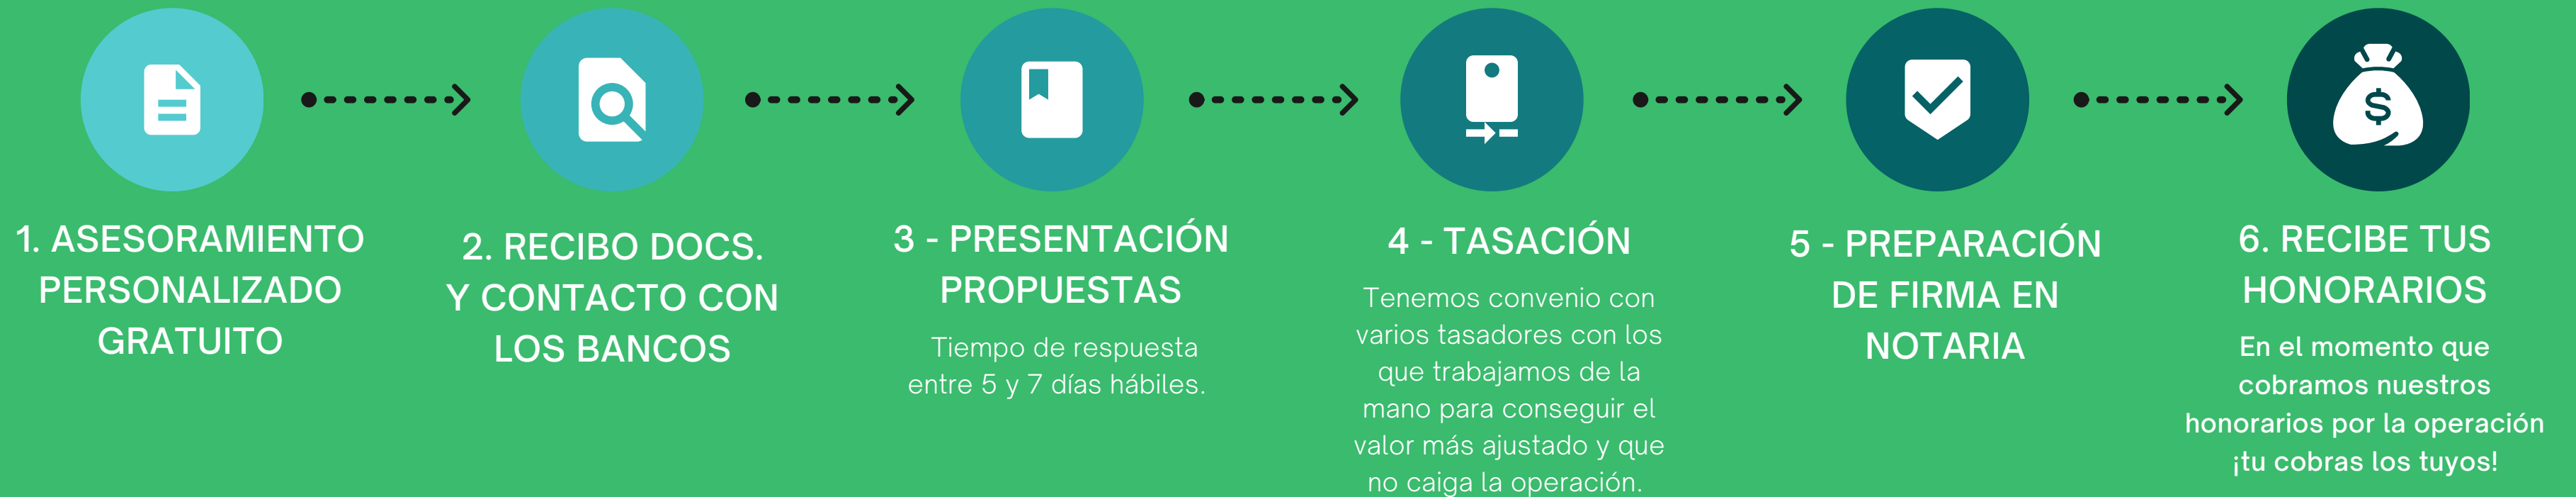 1. ASESORAMIENTO
PERSONALIZADO
GRATUITO
2. RECIBO DOCS.
Y CONTACTO CON
LOS BANCOS
3 - PRESENTACIÓN
PROPUESTAS
Tiempo de respuesta
entre 5 y 7 días hábiles.
4 - TASACIÓN
Tenemos convenio con
varios tasadores con los
que trabajamos de la
mano para conseguir el
valor más ajustado y que
no caiga la operación.
5 - PREPARACIÓN
DE FIRMA EN
NOTARIA
$
6. RECIBE TUS
HONORARIOS
En el momento que
cobramos nuestros
honorarios por la operación
¡tu cobras los tuyos!